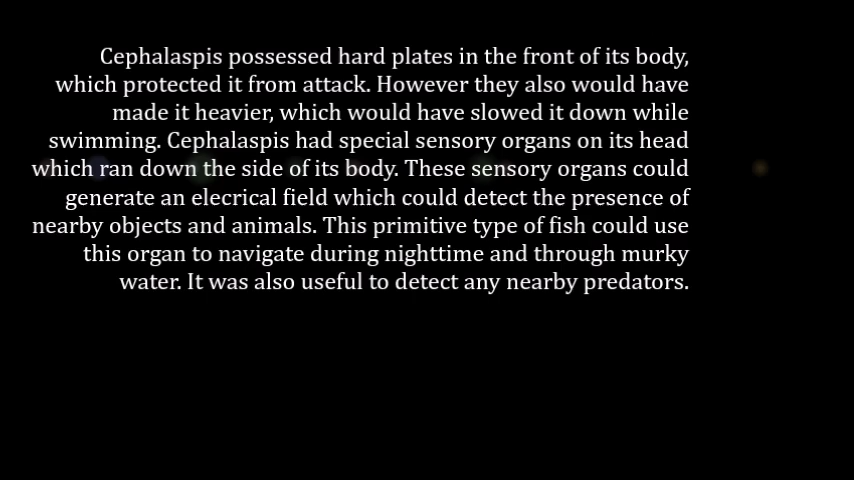 Cephalaspis possessed hard plates in the front of its body,
which protected it from attack. However they also would have
made it heavier, which would have slowed it down while
swimming. Cephalaspis had special sensory organs on its head
which ran down the side of its body. These sensory organs could
generate an elecrical field which could detect the presence of
nearby objects and animals. This primitive type of fish could use
this organ to navigate during nighttime and through murky
water. It was also useful to detect any nearby predators.